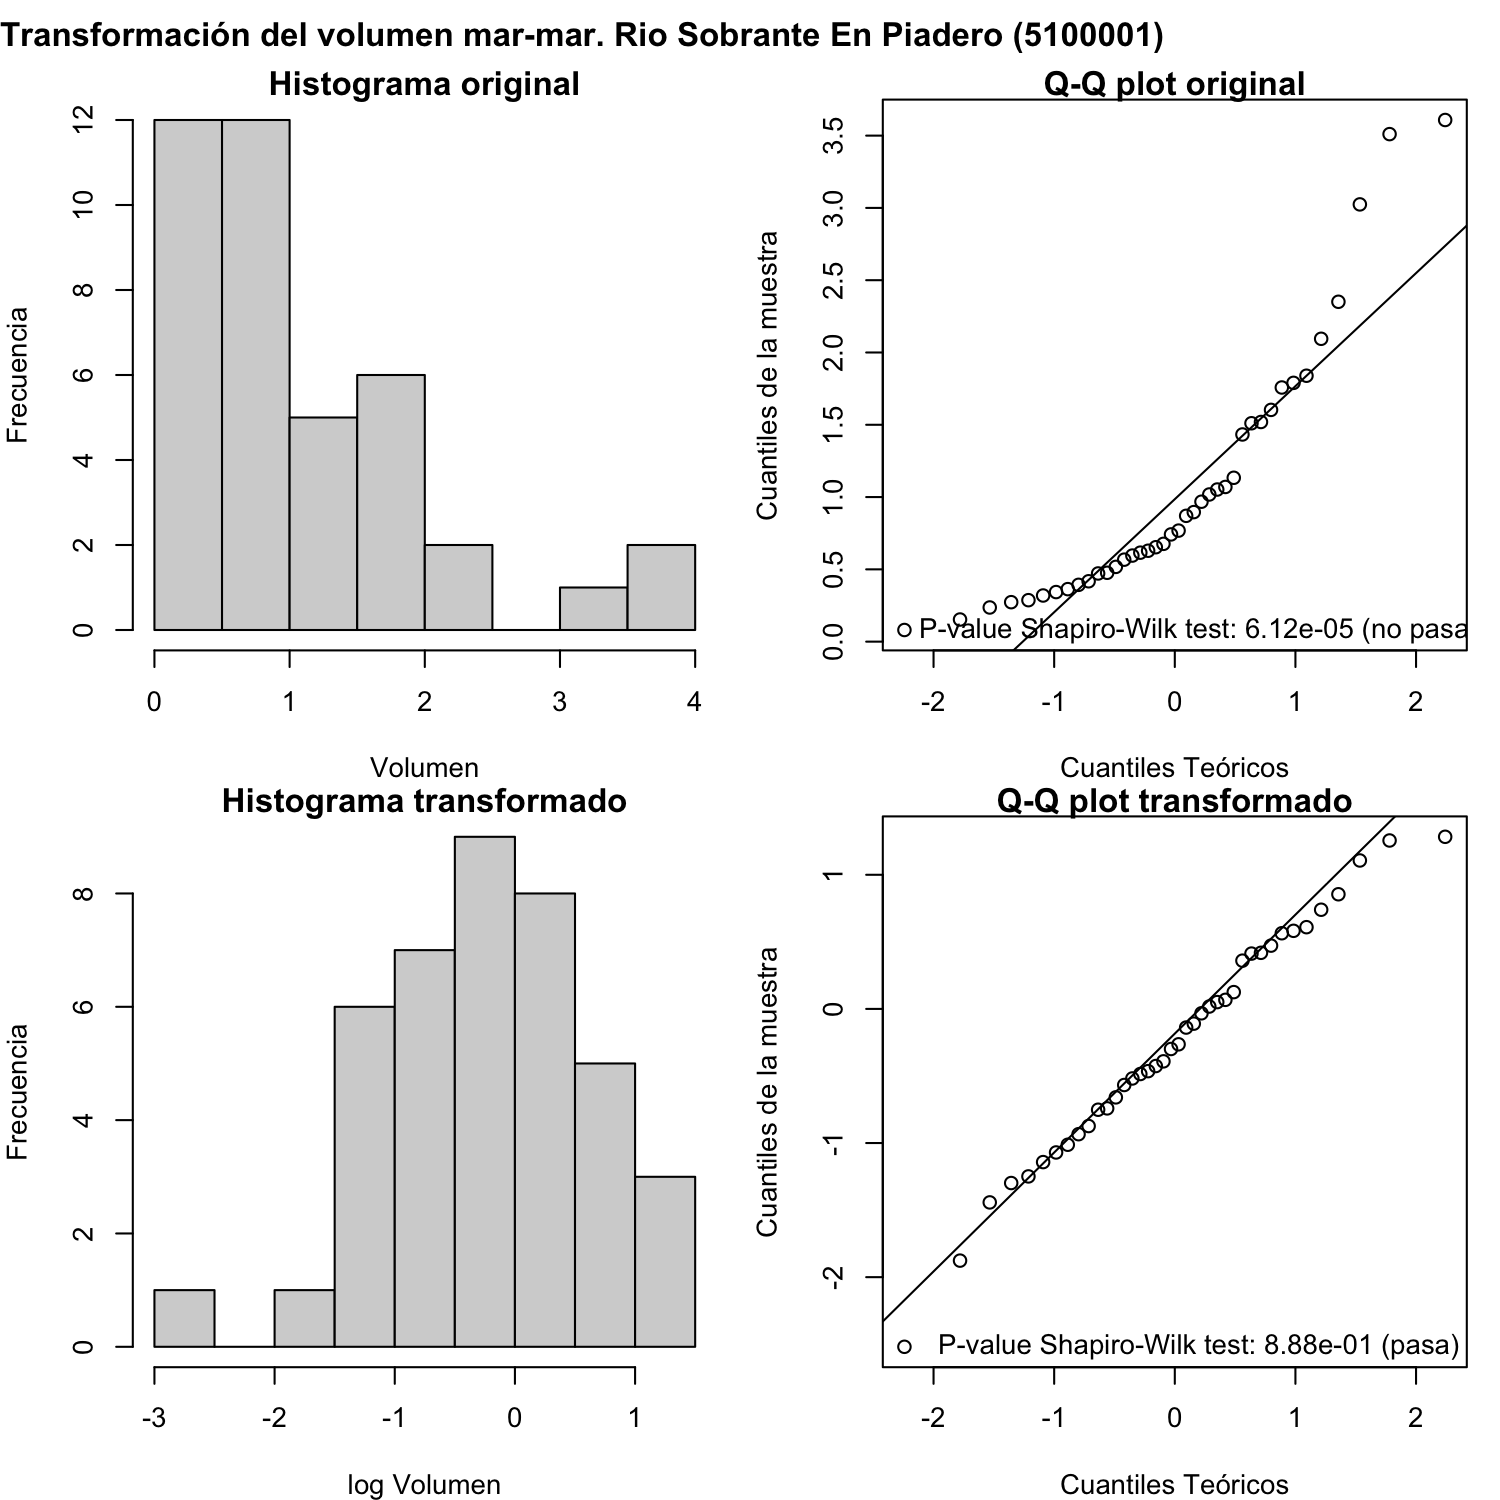 Transformación del volumen mar-mar. Rio Sobrante En Piadero (5100001)
Histograma original
Frecuencia
0 2 4 6 8 10 12
0 1 2 3 4
Volumen
Q-Q plot original
Cuantiles de la muestra
0.0 0.5 1.0 1.5 2.0 2.5 3.0 3.5
P-value Shapiro-Wilk test: 6.12e-05 (no pasa
-2 -1 0 1 2
Cuantiles Teóricos
Histograma transformado
Frecuencia
0 2 4 6 8
-3 -2 -1 0 1
log Volumen
Q-Q plot transformado
Cuantiles de la muestra
-2 -1 0 1
P-value Shapiro-Wilk test: 8.88e-01 (pasa)
-2 -1 0 1 2
Cuantiles Teóricos